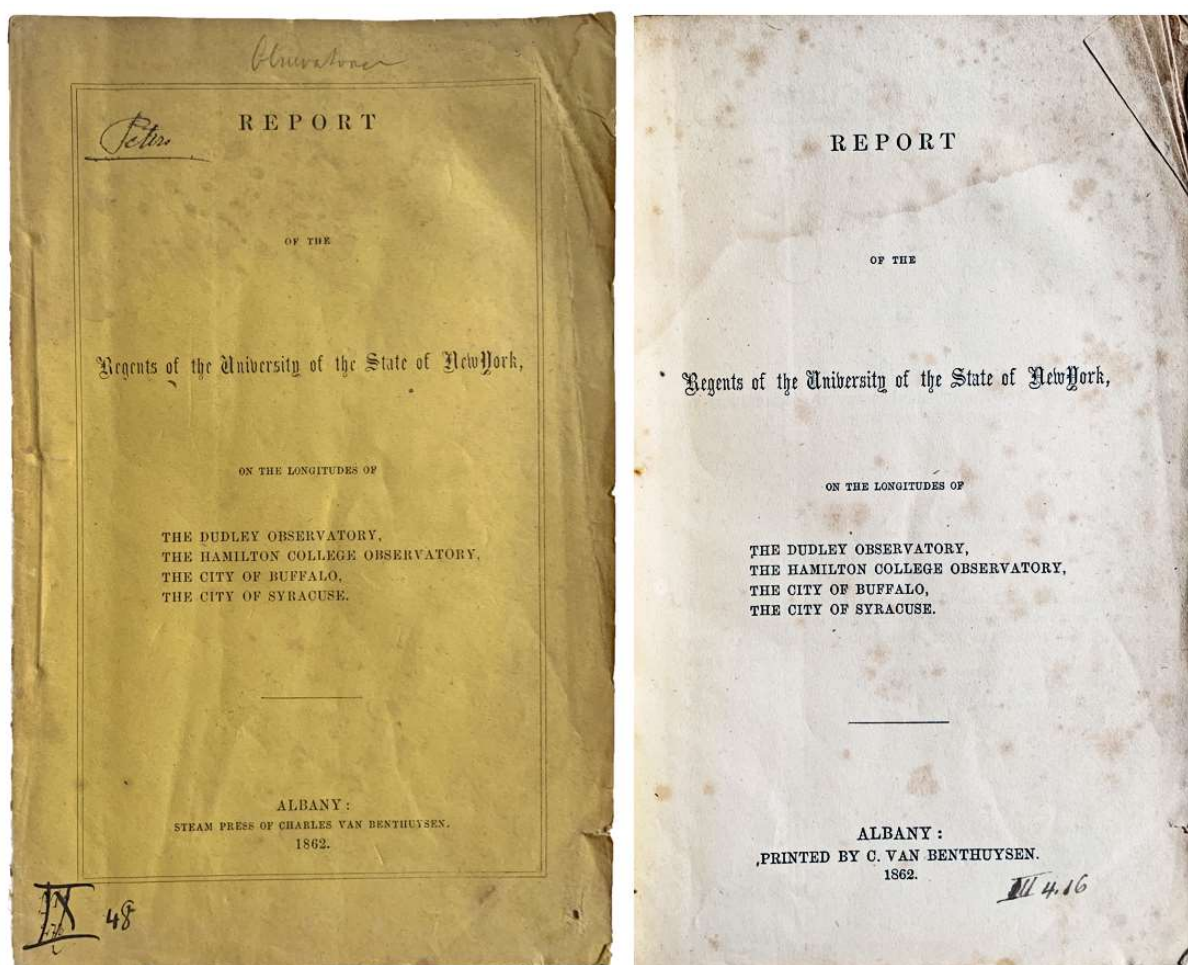 Peters
REPORT
OF THE
Regents of the University of the State of New York,
ON THE LONGITUDES OF
THE DUDLEY OBSERVATORY,
THE HAMILTON COLLEGE OBSERVATORY,
THE CITY OF BUFFALO,
THE CITY OF SYRACUSE.
ALBANY:
STEAM PRESS OF CHARLES VAN BENTHUYSEN.
1862.
IX 48
REPORT
OF THE
Regents of the University of the State of New York,
ON THE LONGITUDES OF
THE DUDLEY OBSERVATORY,
THE HAMILTON COLLEGE OBSERVATORY,
THE CITY OF BUFFALO,
THE CITY OF SYRACUSE.
ALBANY:
PRINTED BY C. VAN BENTHUYSEN.
1862.
III 4.16